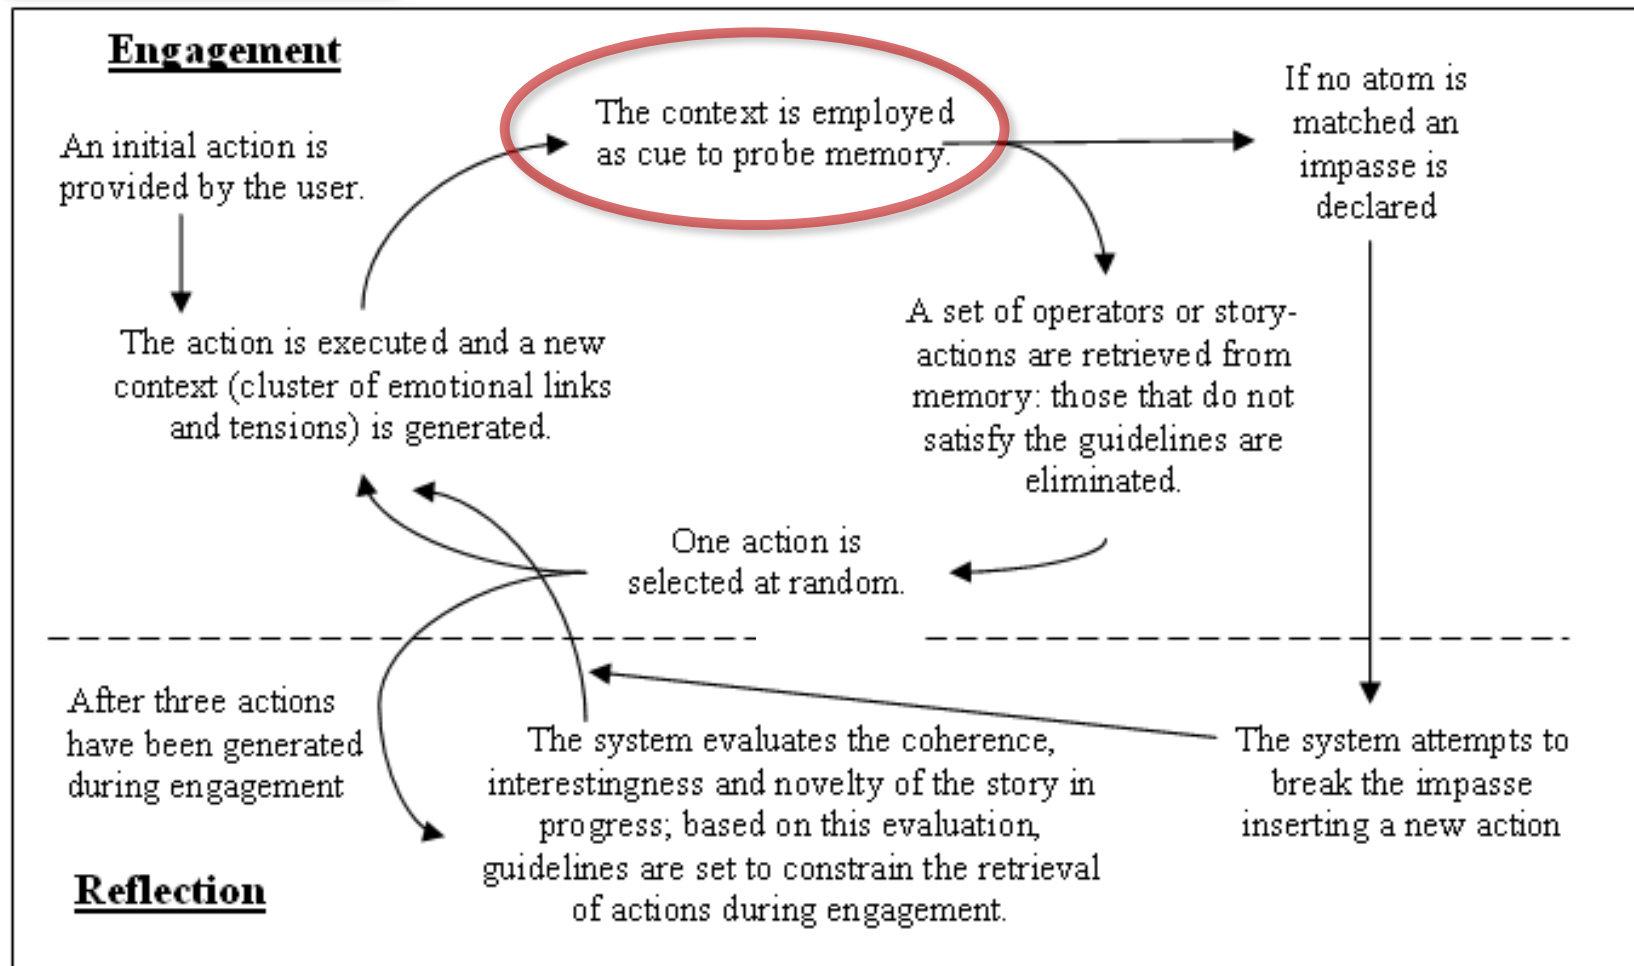 Engagement
An initial action is
provided by the user.
The context is employed
as cue to probe memory.
If no atom is
matched an
impasse is
declared
The action is executed and a new
context (cluster of emotional links
and tensions) is generated.
A set of operators or story-
actions are retrieved from
memory: those that do not
satisfy the guidelines are
eliminated.
One action is
selected at random.
After three actions
have been generated
during engagement
The system evaluates the coherence,
interestingness and novelty of the story in
progress; based on this evaluation,
guidelines are set to constrain the retrieval
of actions during engagement.
The system attempts to
break the impasse
inserting a new action
Reflection